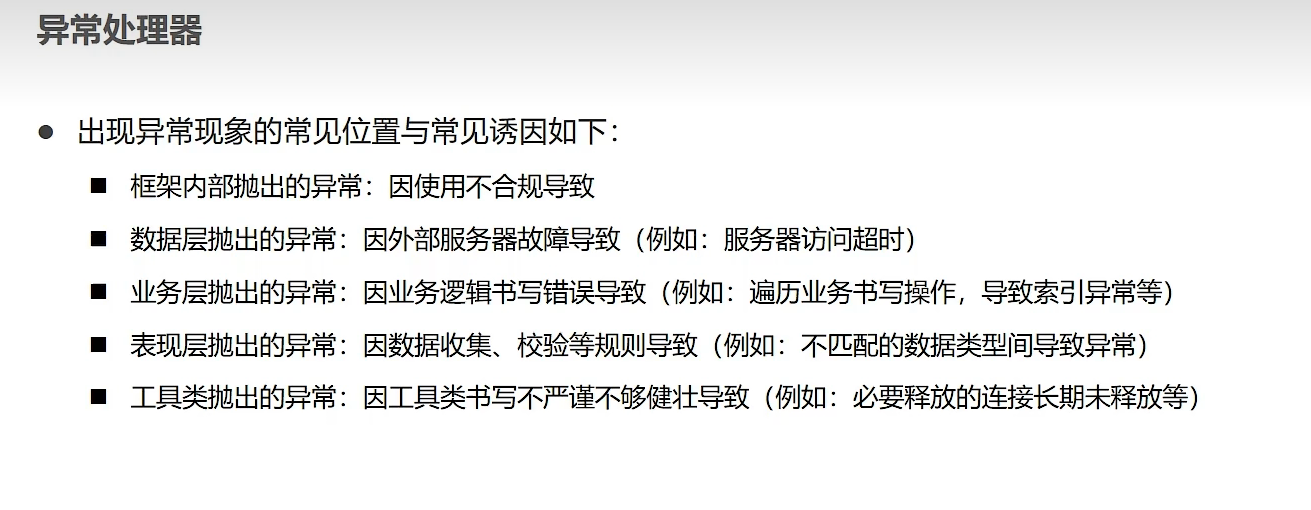 异常处理器
● 出现异常现象的常见位置与常见诱因如下：
■ 框架内部抛出的异常：因使用不合规导致
■ 数据层抛出的异常：因外部服务器故障导致（例如：服务器访问超时）
■ 业务层抛出的异常：因业务逻辑书写错误导致（例如：遍历业务书写操作，导致索引异常等）
■ 表现层抛出的异常：因数据收集、校验等规则导致（例如：不匹配的数据类型间导致异常）
■ 工具类抛出的异常：因工具类书写不严谨不够健壮导致（例如：必要释放的连接长期未释放等）